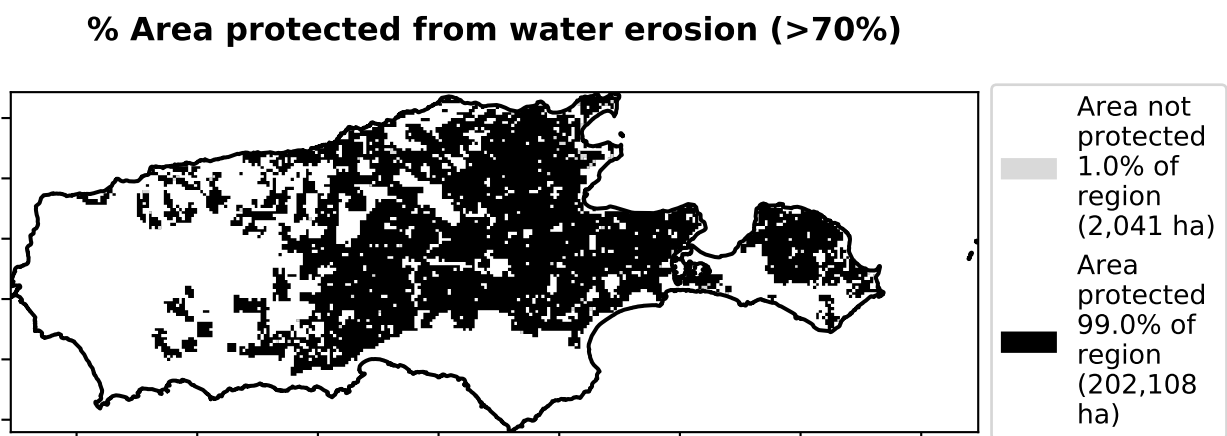 % Area protected from water erosion (>70%)
Area not
protected
1.0% of
region
(2,041 ha)
Area
protected
99.0% of
region
(202,108
ha)